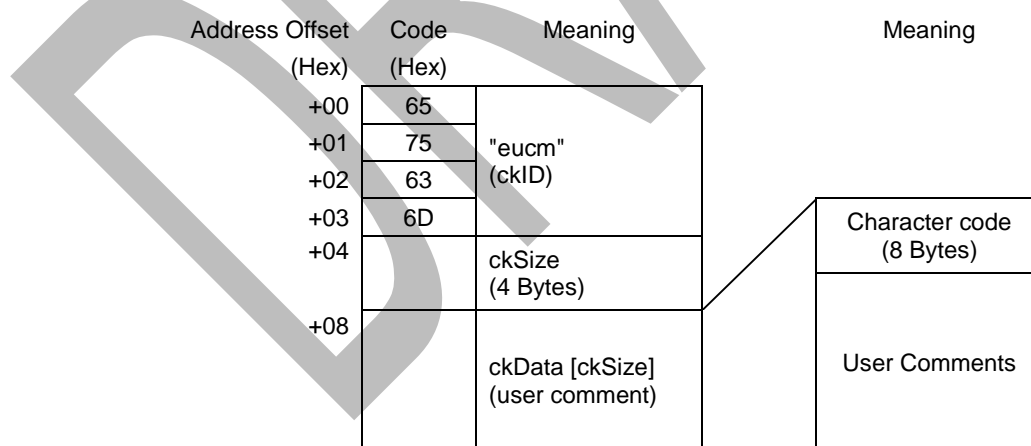 Address Offset Code Meaning Meaning
(Hex) (Hex)
+00 65
+01 75
"eucm"
(ckID)
+02 63
+03 6D
+04
ckSize
(4 Bytes)
Character code
(8 Bytes)
+08
ckData [ckSize]
(user comment)
User Comments